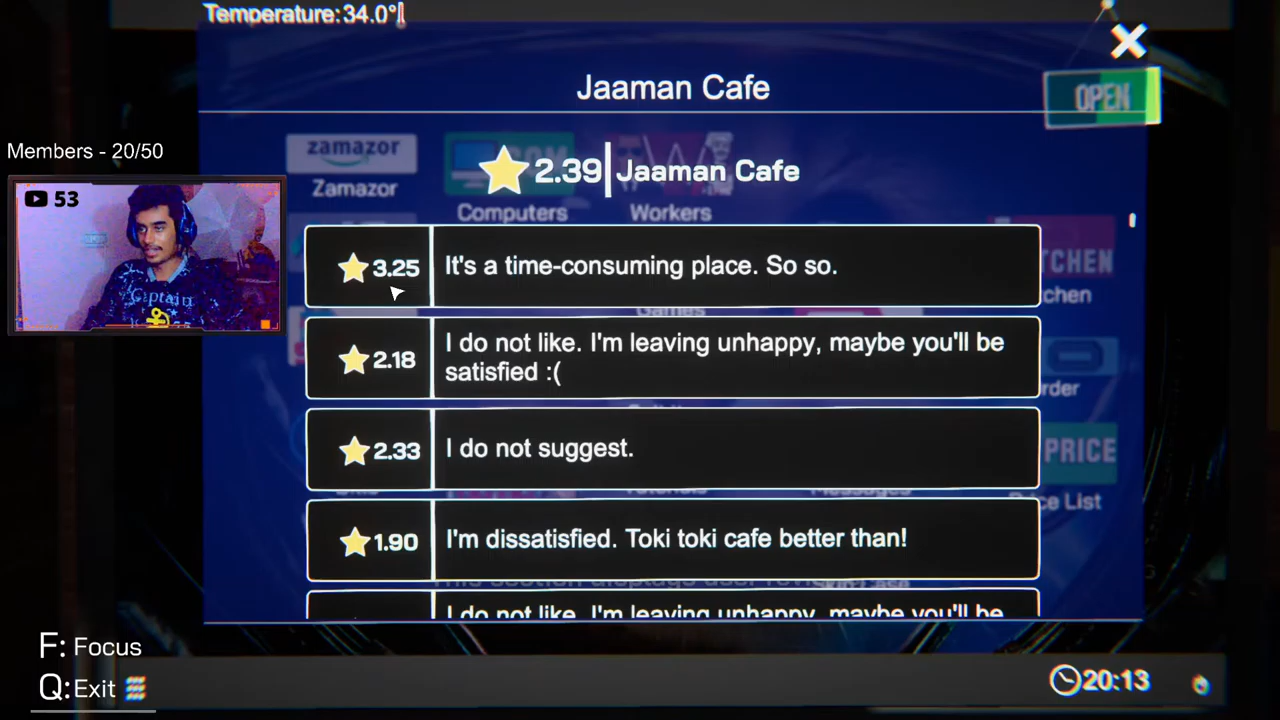 Temperature:34.0°
Jaaman Cafe
OPEN
Members - 20/50
zamazor
Zamazor
2.39 Jaaman Cafe
Computers
Workers
53
Captain
3.25 It's a time-consuming place. So so.
2.18 I do not like. I'm leaving unhappy, maybe you'll be
satisfied :(
2.33 I do not suggest.
PRICE
Price List
1.90 I'm dissatisfied. Toki toki cafe better than!
I do not like. I'm leaving unhappy, maybe you'll be
F: Focus
Q:Exit
20:13